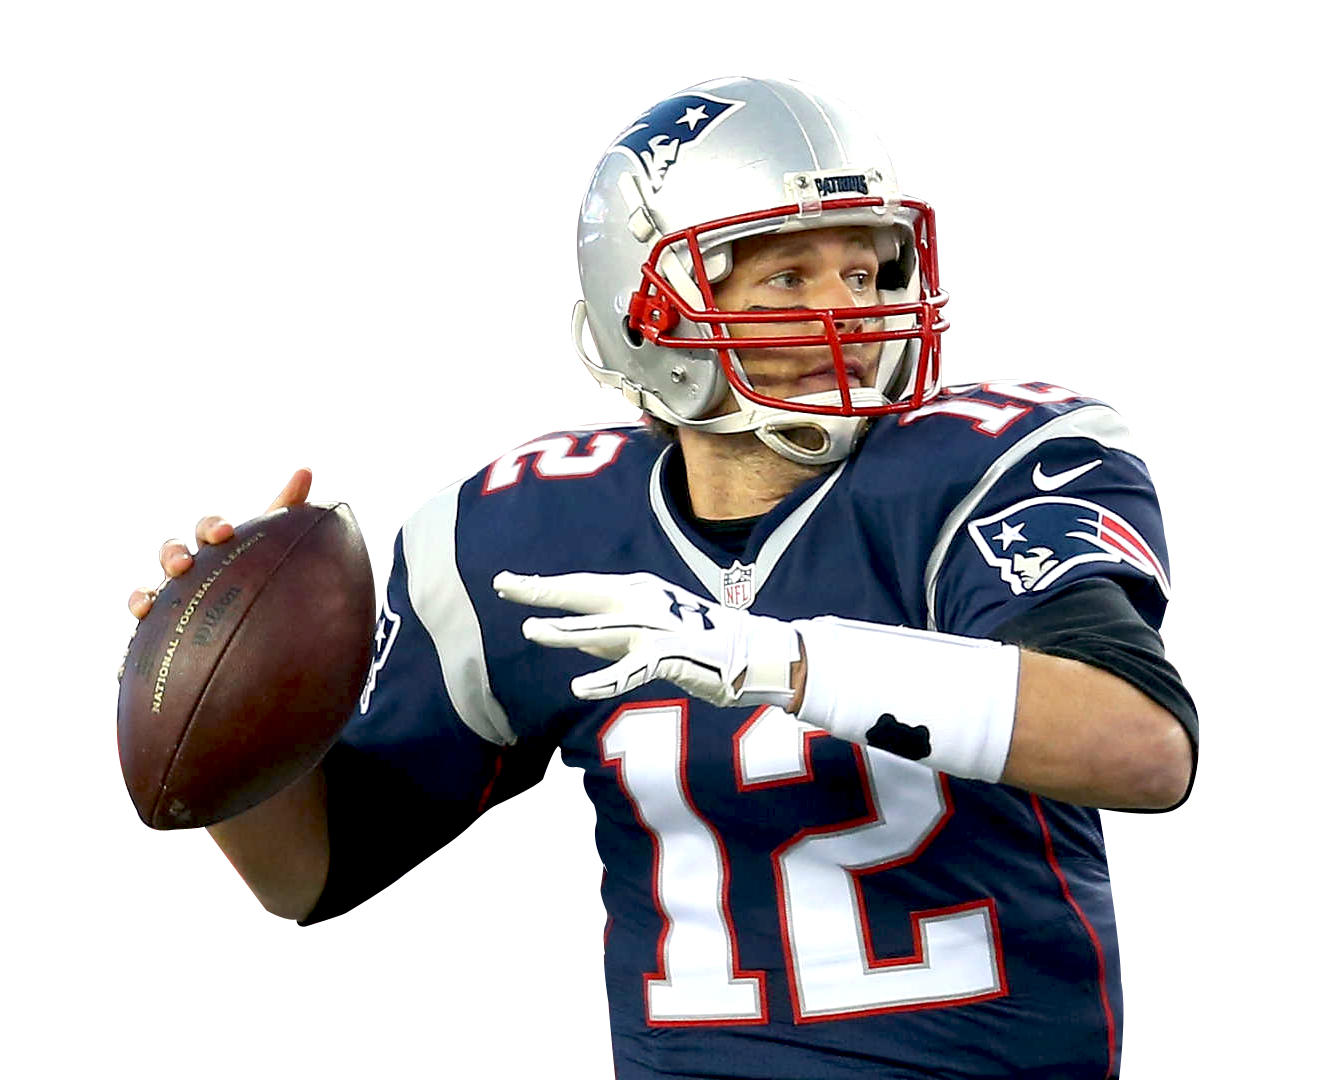 PATRIOTS
12
12
NFL
NATIONAL FOOTBALL LEAGUE
Wilson
12